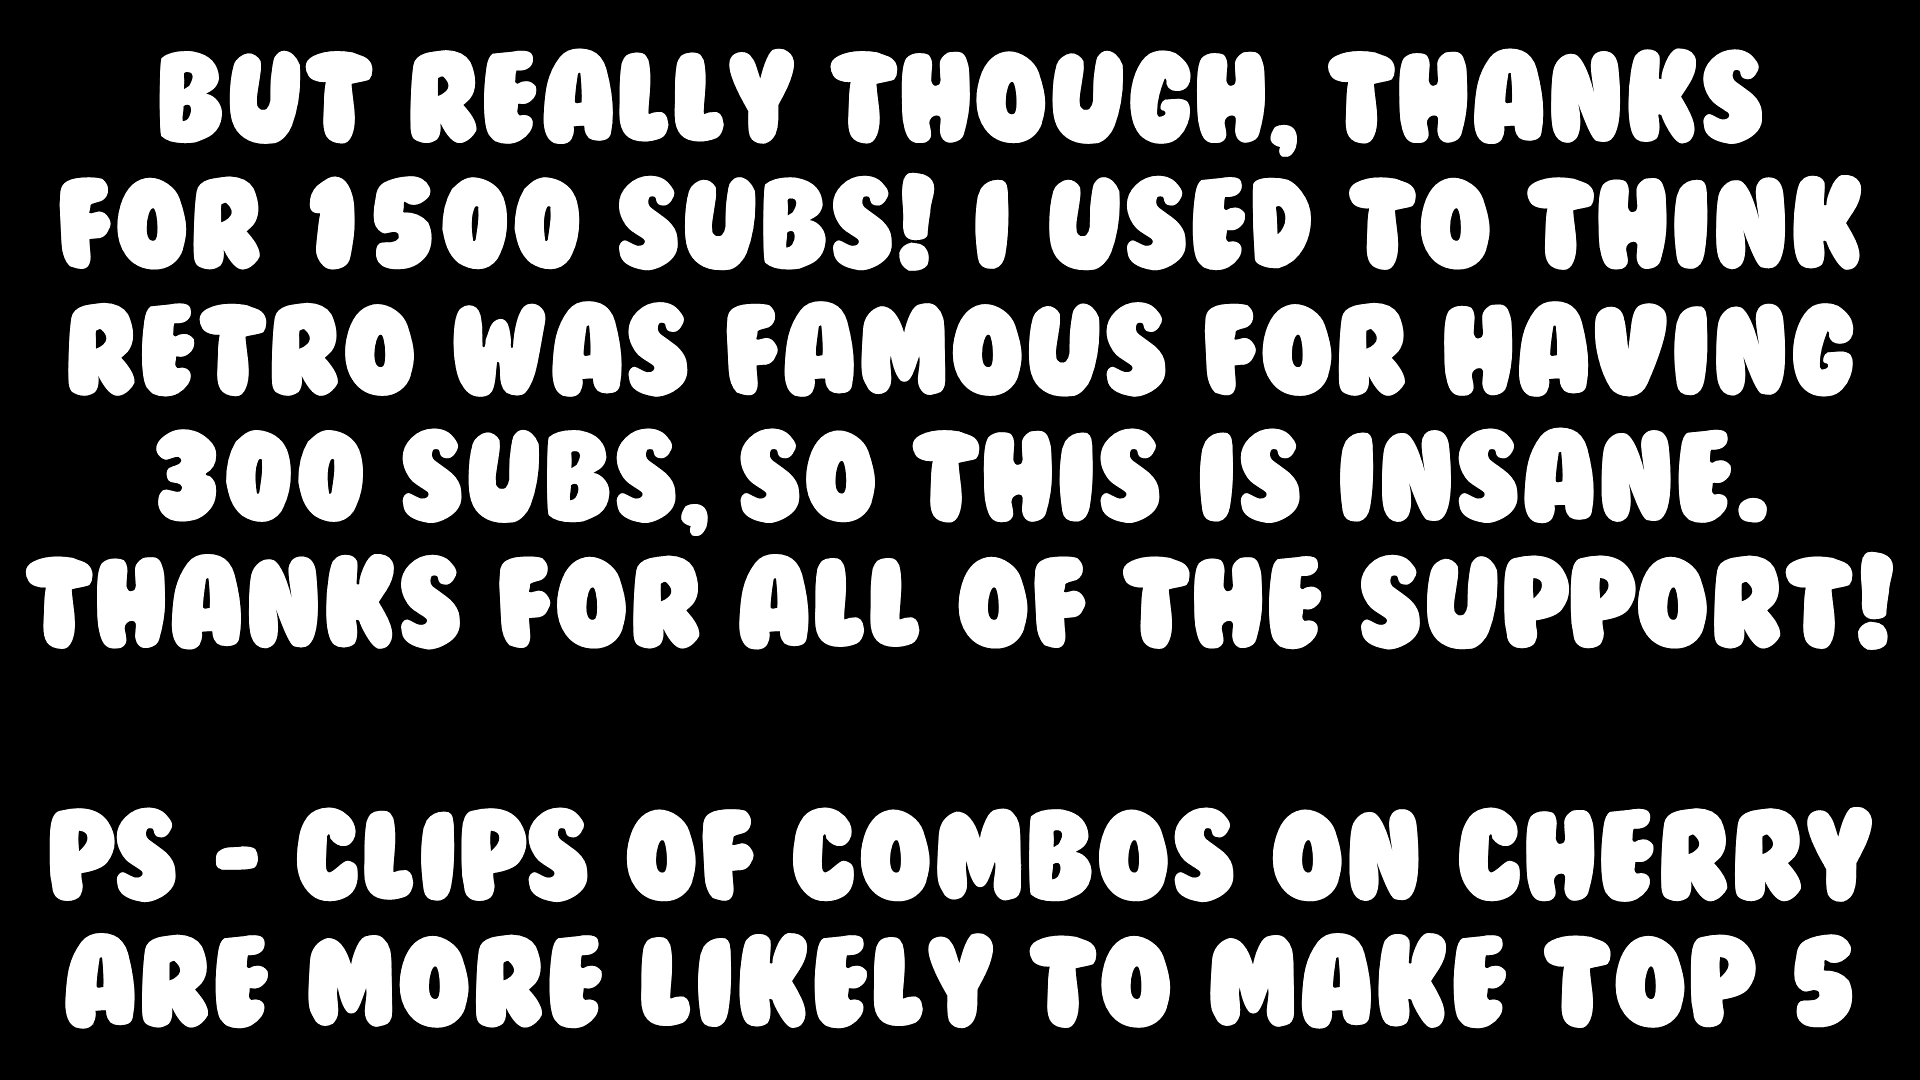 BUT REALLY THOUGH, THANKS
FOR 1500 SUBS! I USED TO THINK
RETRO WAS FAMOUS FOR HAVING
300 SUBS, SO THIS IS INSANE.
THANKS FOR ALL OF THE SUPPORT!
PS - CLIPS OF COMBOS ON CHERRY
ARE MORE LIKELY TO MAKE TOP 5